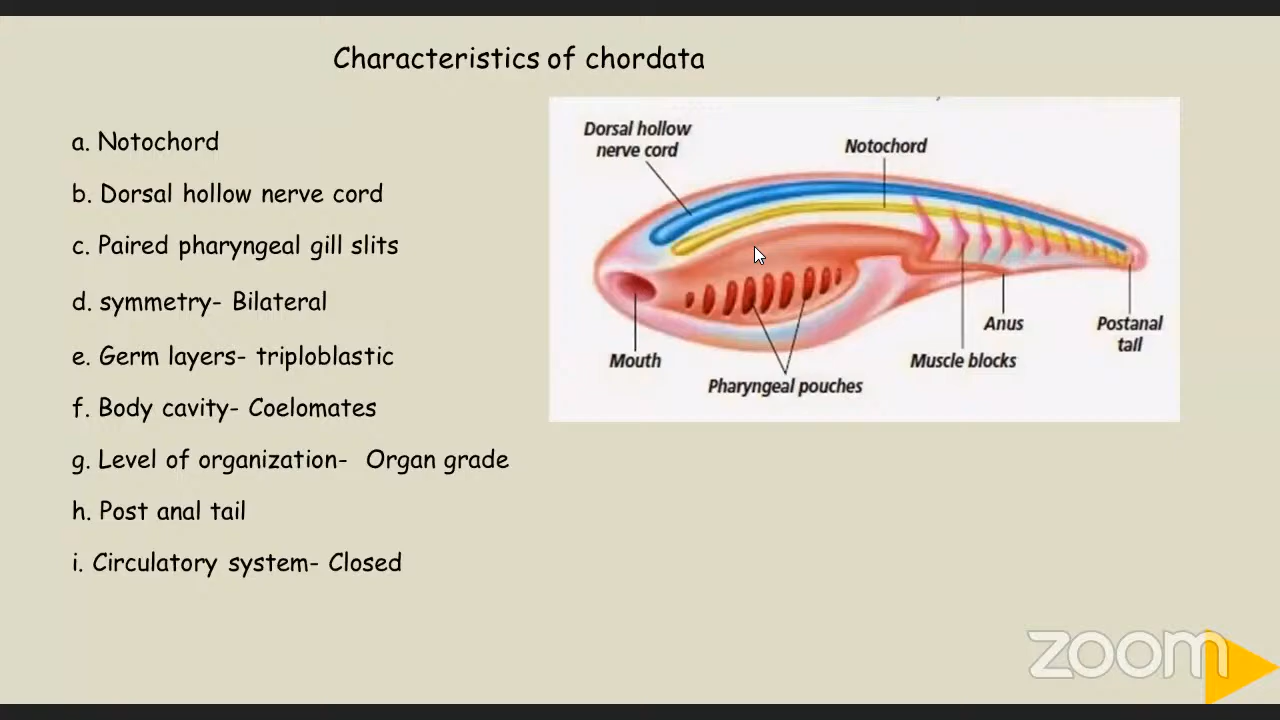 Characteristics of chordata
a. Notochord
b. Dorsal hollow nerve cord
c. Paired pharyngeal gill slits
d. symmetry- Bilateral
e. Germ layers- triploblastic
f. Body cavity- Coelomates
g. Level of organization- Organ grade
h. Post anal tail
i. Circulatory system- Closed
Dorsal hollow
nerve cord
Notochord
Mouth
Pharyngeal pouches
Muscle blocks
Anus
Postanal
tail
zoom